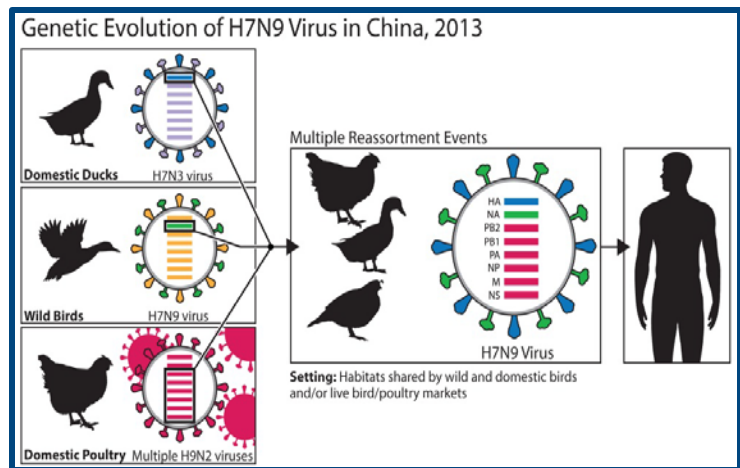 Genetic Evolution of H7N9 Virus in China, 2013
Domestic Ducks
H7N3 virus
Wild Birds
H7N9 virus
Domestic Poultry
Multiple H9N2 viruses
Multiple Reassortment Events
HA
NA
PB2
PB1
PA
NP
M
NS
H7N9 Virus
Setting: Habitats shared by wild and domestic birds
and/or live bird/poultry markets